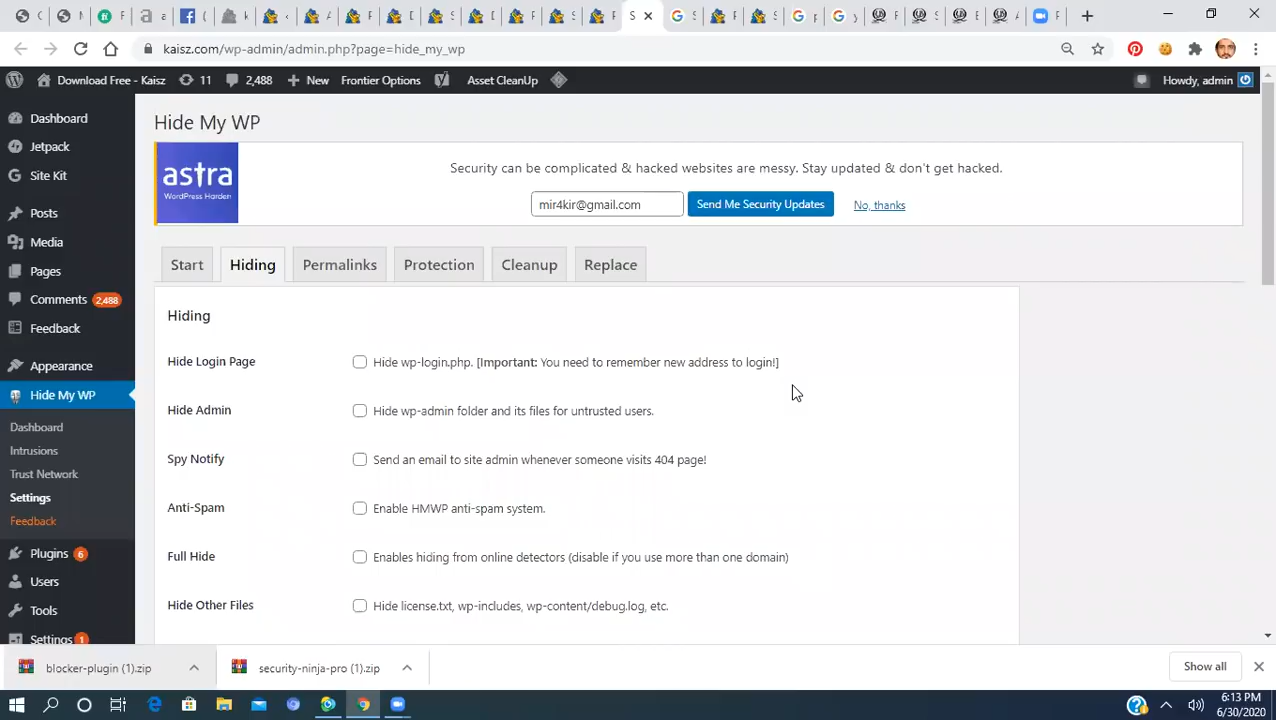 kaisz.com/wp-admin/admin.php?page=hide_my_wp
Download Free - Kaisz 11 2,488 New Frontier Options Asset CleanUp Howdy, admin
Dashboard
Jetpack
Site Kit
Posts
Media
Pages
Comments 2,488
Feedback
Appearance
Hide My WP
Dashboard
Intrusions
Trust Network
Settings
Feedback
Plugins 6
Users
Tools
Settings 1
Hide My WP
astra
WordPress Harden
Security can be complicated & hacked websites are messy. Stay updated & don't get hacked.
mir4kir@gmail.com Send Me Security Updates No, thanks
Start Hiding Permalinks Protection Cleanup Replace
Hiding
Hide Login Page Hide wp-login.php. [Important: You need to remember new address to login!]
Hide Admin Hide wp-admin folder and its files for untrusted users.
Spy Notify Send an email to site admin whenever someone visits 404 page!
Anti-Spam Enable HMWP anti-spam system.
Full Hide Enables hiding from online detectors (disable if you use more than one domain)
Hide Other Files Hide license.txt, wp-includes, wp-content/debug.log, etc.
blocker-plugin (1).zip security-ninja-pro (1).zip Show all
6:13 PM
6/30/2020